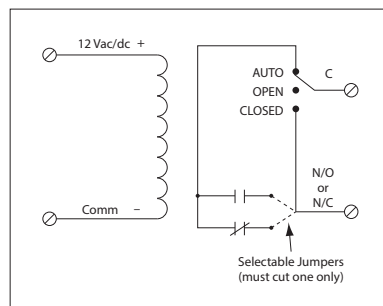 12 Vac/dc +
AUTO
C
OPEN
CLOSED
N/O
or
N/C
Comm −
Selectable Jumpers
(must cut one only)